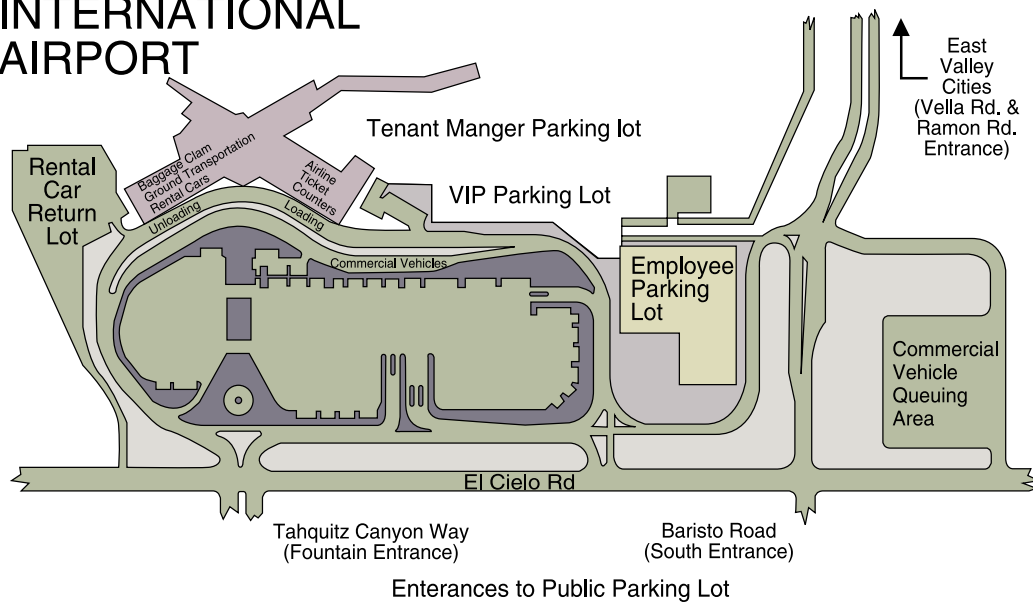 INTERNATIONAL
AIRPORT
East
Valley
Cities
(Vella Rd. &
Ramon Rd.
Entrance)
Tenant Manger Parking lot
Baggage Clam
Ground Transportation
Rental Cars
Airline
Ticket
Counters
Rental
Car
Return
Lot
VIP Parking Lot
Unloading
Loading
Commercial Vehicles
Employee
Parking
Lot
Commercial
Vehicle
Queuing
Area
El Cielo Rd
Tahquitz Canyon Way
(Fountain Entrance)
Baristo Road
(South Entrance)
Enterances to Public Parking Lot